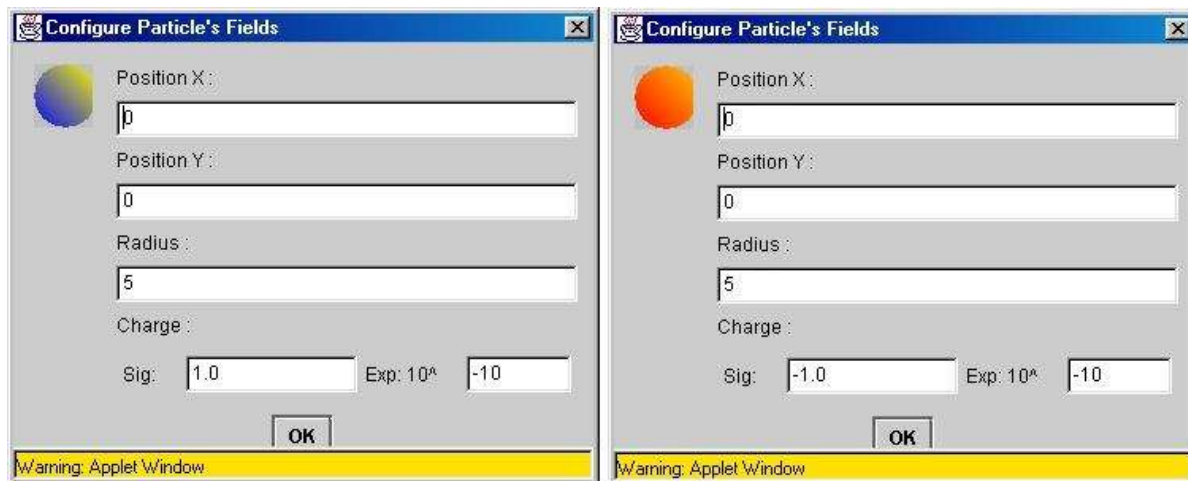 Configure Particle's Fields
Position X :
0
Position Y :
0
Radius :
5
Charge :
Sig: 1.0 Exp: 10^ -10
OK
Warning: Applet Window
Configure Particle's Fields
Position X :
0
Position Y :
0
Radius :
5
Charge :
Sig: -1.0 Exp: 10^ -10
OK
Warning: Applet Window